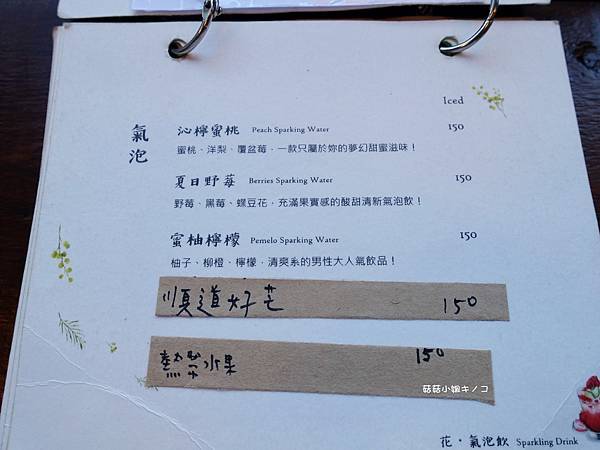 Iced
氣泡
沁檸蜜桃 Peach Sparking Water 150
蜜桃、洋梨、覆盆莓，一款只屬於妳的夢幻甜蜜滋味！
夏日野莓 Berries Sparking Water 150
野莓、黑莓、蝶豆花，充滿果實感的酸甜清新氣泡飲！
蜜柚檸檬 Pemelo Sparking Water 150
柚子、柳橙、檸檬，清爽系的男性大人氣飲品！
順道好芒 150
熱帶水果 150
菇菇小姐キノコ
花・氣泡飲 Sparkling Drink